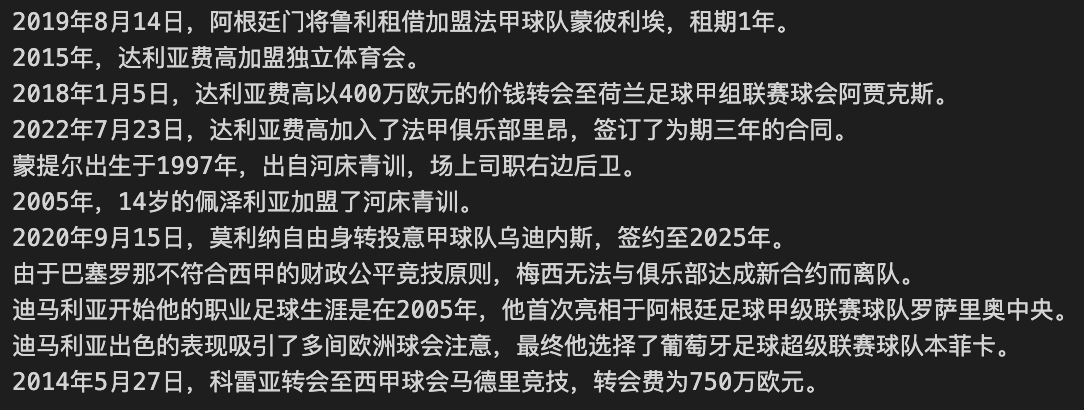 2019年8月14日，阿根廷门将鲁利租借加盟法甲球队蒙彼利埃，租期1年。
2015年，达利亚费高加盟独立体育会。
2018年1月5日，达利亚费高以400万欧元的价钱转会至荷兰足球甲组联赛球会阿贾克斯。
2022年7月23日，达利亚费高加入了法甲俱乐部里昂，签订了为期三年的合同。
蒙提尔出生于1997年，出自河床青训，场上司职右边后卫。
2005年，14岁的佩泽利亚加盟了河床青训。
2020年9月15日，莫利纳自由身转投意甲球队乌迪内斯，签约至2025年。
由于巴塞罗那不符合西甲的财政公平竞技原则，梅西无法与俱乐部达成新合约而离队。
迪马利亚开始他的职业足球生涯是在2005年，他首次亮相于阿根廷足球甲级联赛球队罗萨里奥中央。
迪马利亚出色的表现吸引了多间欧洲球会注意，最终他选择了葡萄牙足球超级联赛球队本菲卡。
2014年5月27日，科雷亚转会至西甲球会马德里竞技，转会费为750万欧元。